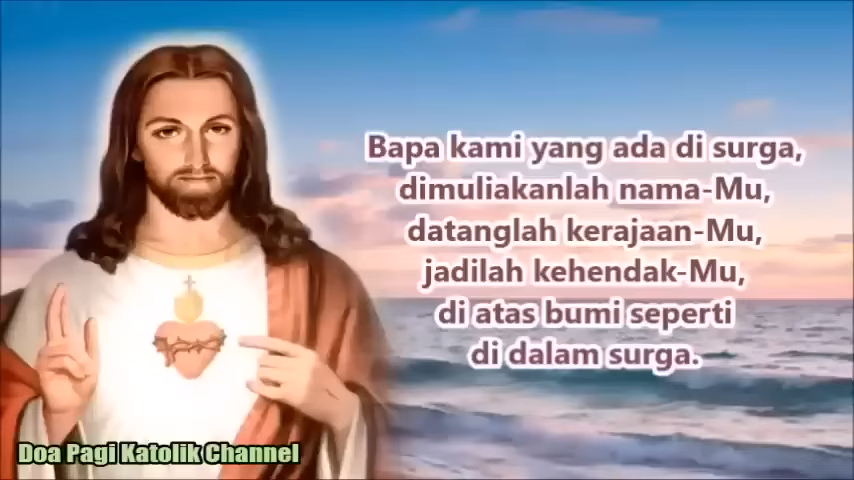 Bapa kami yang ada di surga,
dimuliakanlah nama-Mu,
datanglah kerajaan-Mu,
jadilah kehendak-Mu,
di atas bumi seperti
di dalam surga.
Doa Pagi Katolik Channel